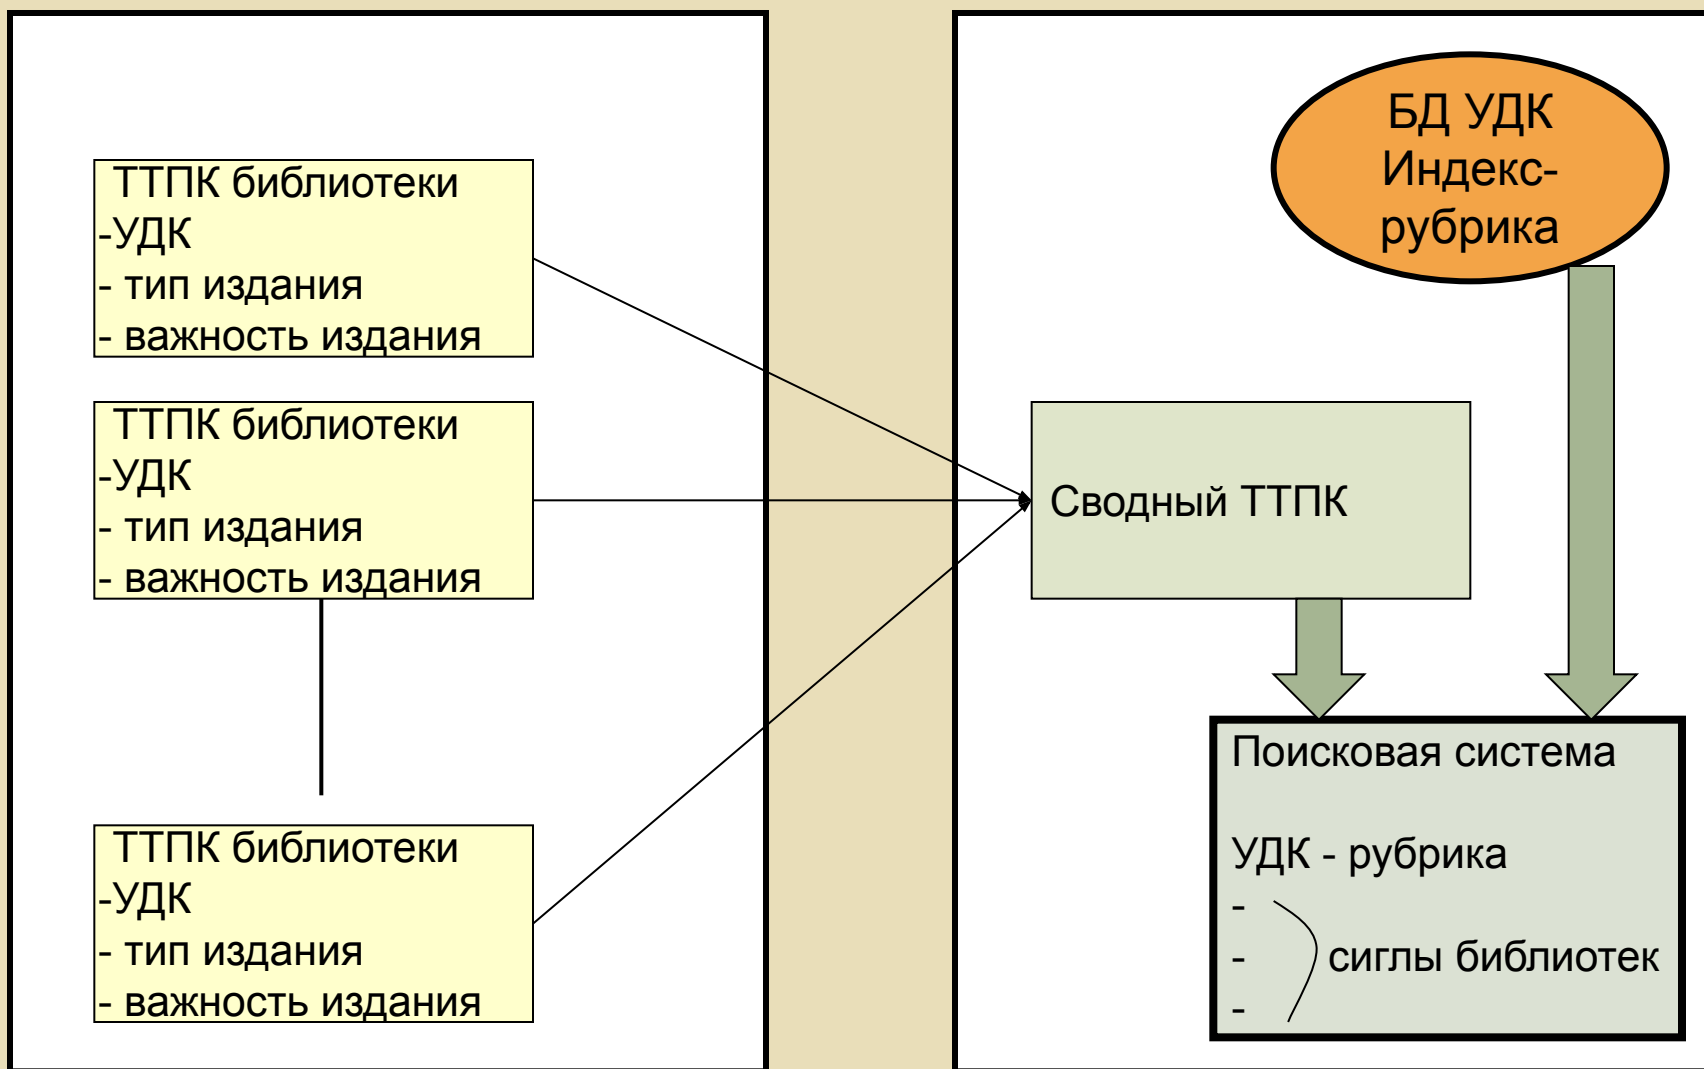 ТТПК библиотеки
-УДК
- тип издания
- важность издания
ТТПК библиотеки
-УДК
- тип издания
- важность издания
ТТПК библиотеки
-УДК
- тип издания
- важность издания
БД УДК
Индекс-
рубрика
Сводный ТТПК
Поисковая система
УДК - рубрика
-
- сиглы библиотек
-